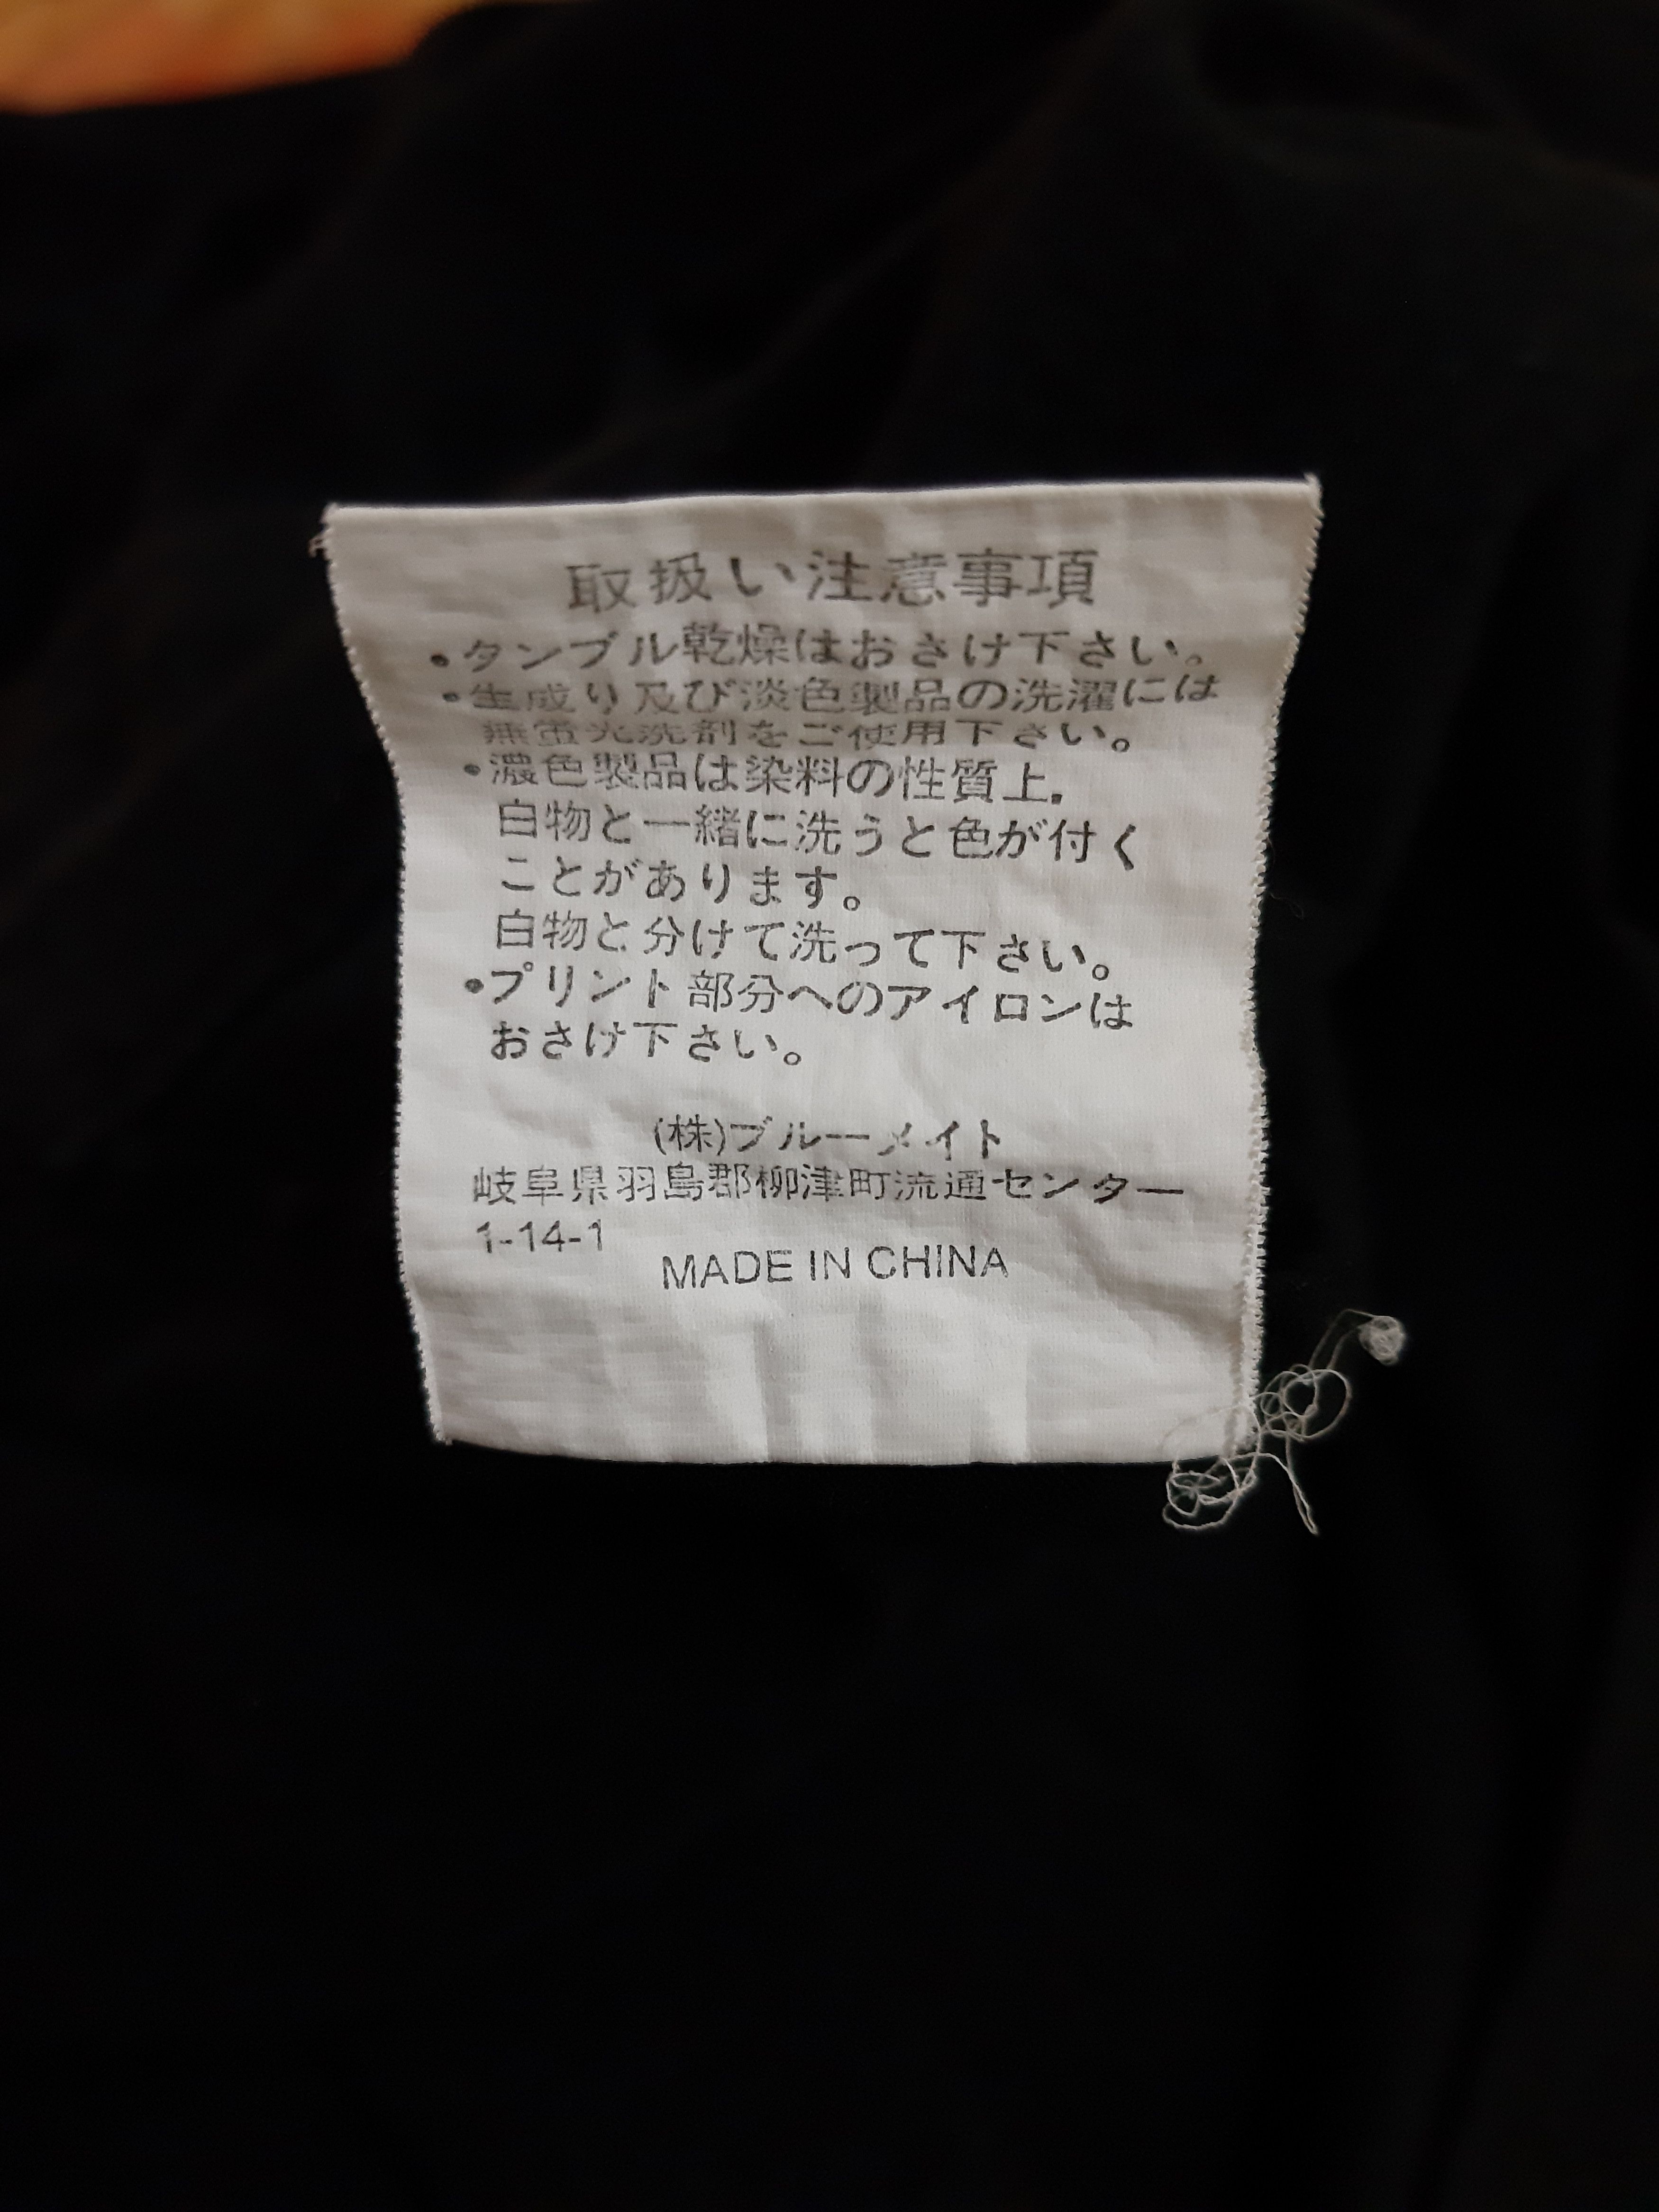 取扱い注意事項
•タンブル乾燥はおさけ下さい。
•生成り及び淡色製品の洗濯には
無蛍光洗剤をご使用下さい。
•濃色製品は染料の性質上.
白物と一緒に洗うと色が付く
ことがあります。
白物と分けて洗って下さい。
•プリント部分へのアイロンは
おさけ下さい。
(株)ブルーメイト
岐阜県羽島郡柳津町流通センター
1-14-1
MADE IN CHINA